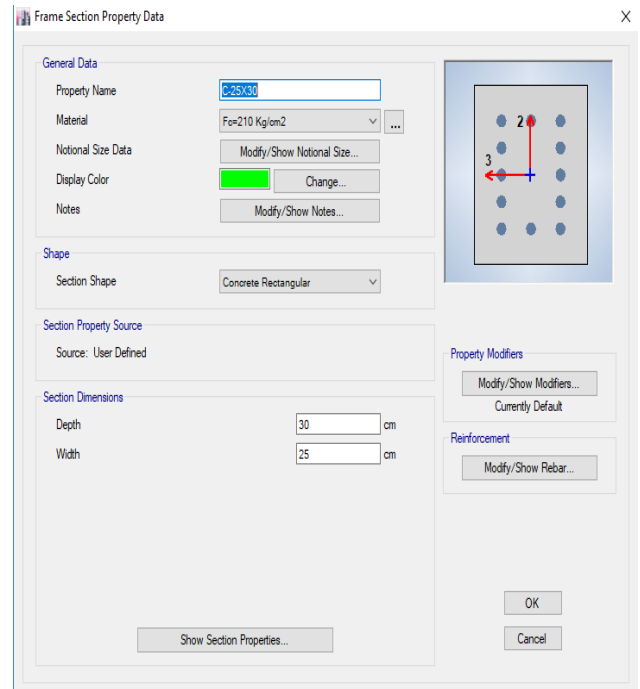 Frame Section Property Data
X
General Data
Property Name
C-25X30
Material
Fc=210 Kg/cm2
...
Notional Size Data
Modify/Show Notional Size...
Display Color
Change...
Notes
Modify/Show Notes...
2
3
Shape
Section Shape
Concrete Rectangular
Section Property Source
Source: User Defined
Property Modifiers
Modify/Show Modifiers...
Currently Default
Section Dimensions
Depth
30
cm
Width
25
cm
Reinforcement
Modify/Show Rebar...
Show Section Properties...
OK
Cancel